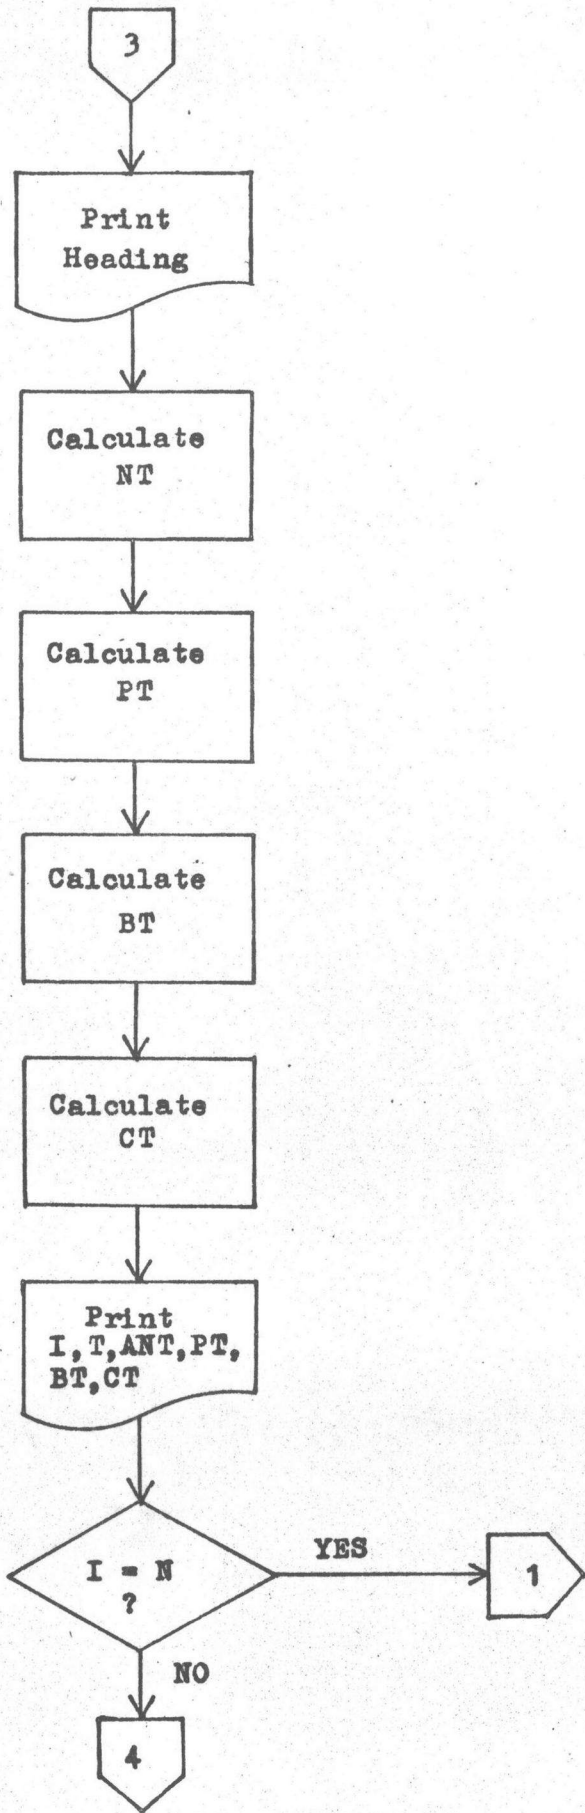 3
Print
Heading
Calculate
NT
Calculate
PT
Calculate
BT
Calculate
CT
Print
I,T,ANT,PT,
BT,CT
I = N
?
YES
1
NO
4